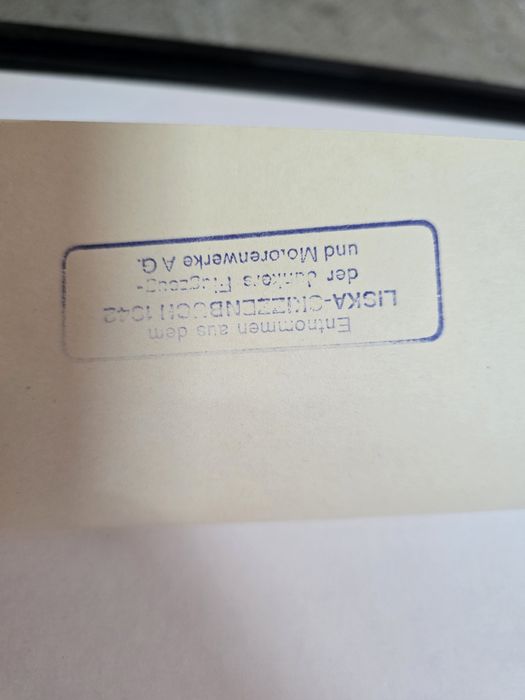 Entnommen aus dem
LISKA-SKIZZENBUCH 1942
der Junkers Flugzeug-
und Motorenwerke A G.